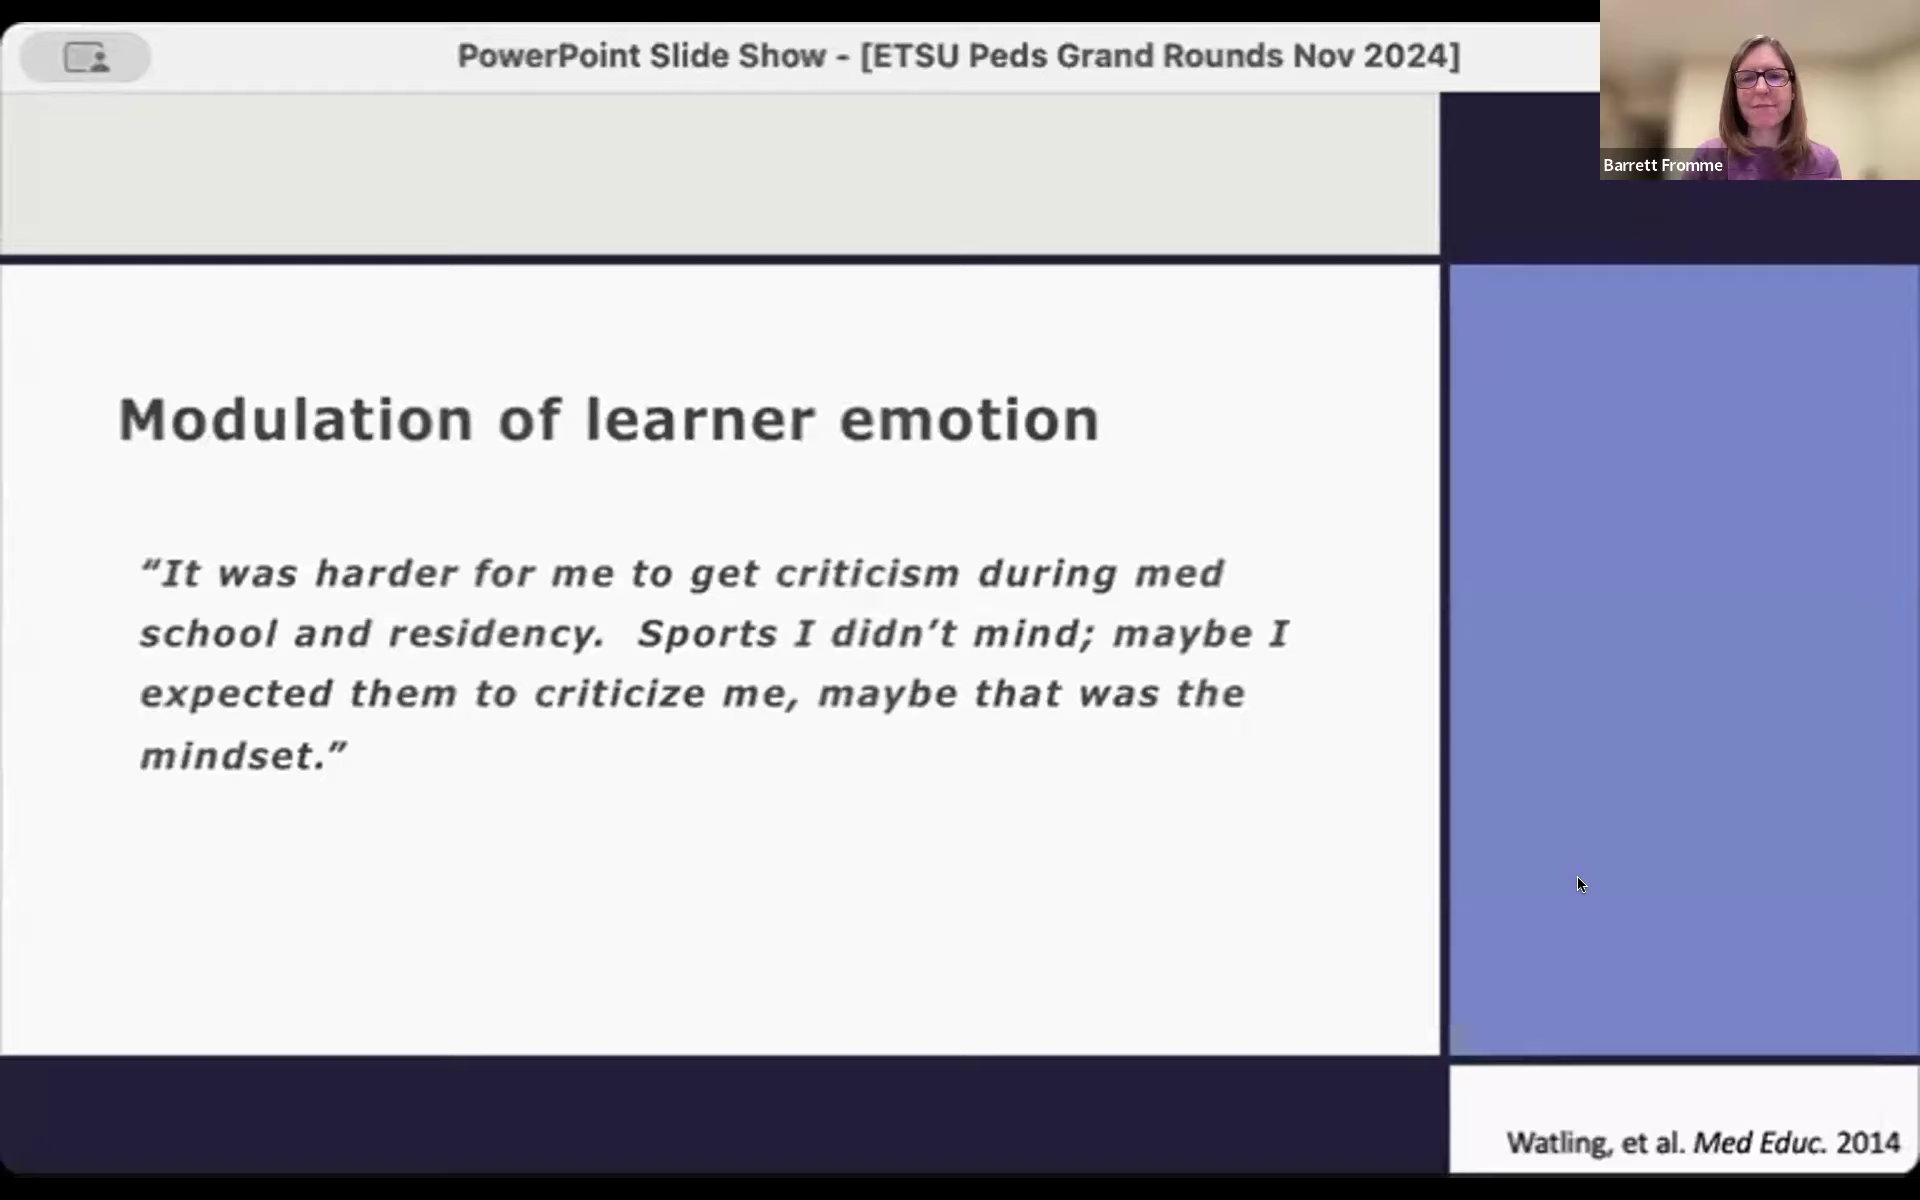 PowerPoint Slide Show - [ETSU Peds Grand Rounds Nov 2024]
Barrett Fromme
Modulation of learner emotion
“It was harder for me to get criticism during med
school and residency.  Sports I didn’t mind; maybe I
expected them to criticize me, maybe that was the
mindset.”
Watling, et al. Med Educ. 2014